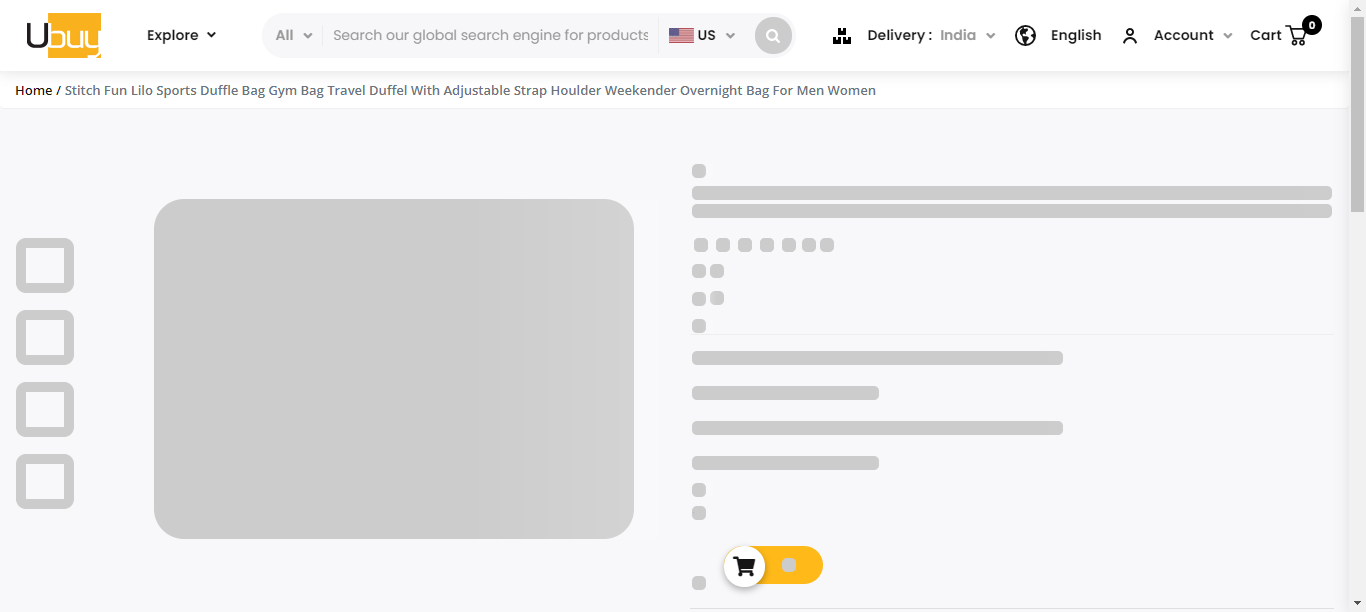 Ubuy
Explore
All
Search our global search engine for products
US
Delivery : India
English
Account
Cart
0
Home / Stitch Fun Lilo Sports Duffle Bag Gym Bag Travel Duffel With Adjustable Strap Houlder Weekender Overnight Bag For Men Women